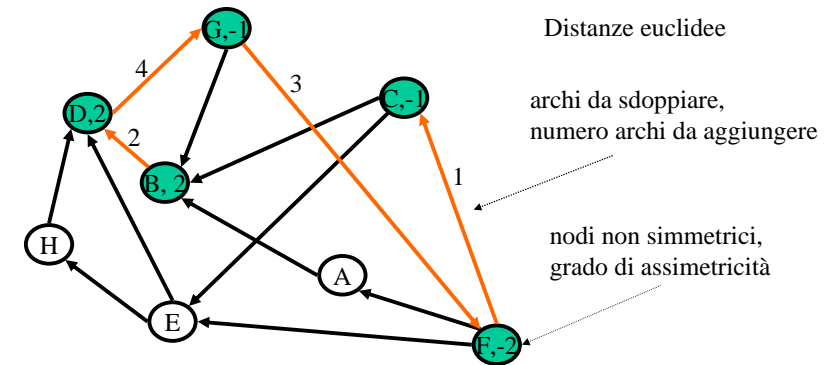 G,-1
Distanze euclidee
4
3
C,-1
D,2
archi da sdoppiare,
numero archi da aggiungere
2
B, 2
1
H
nodi non simmetrici,
grado di assimetricità
A
E
F,-2